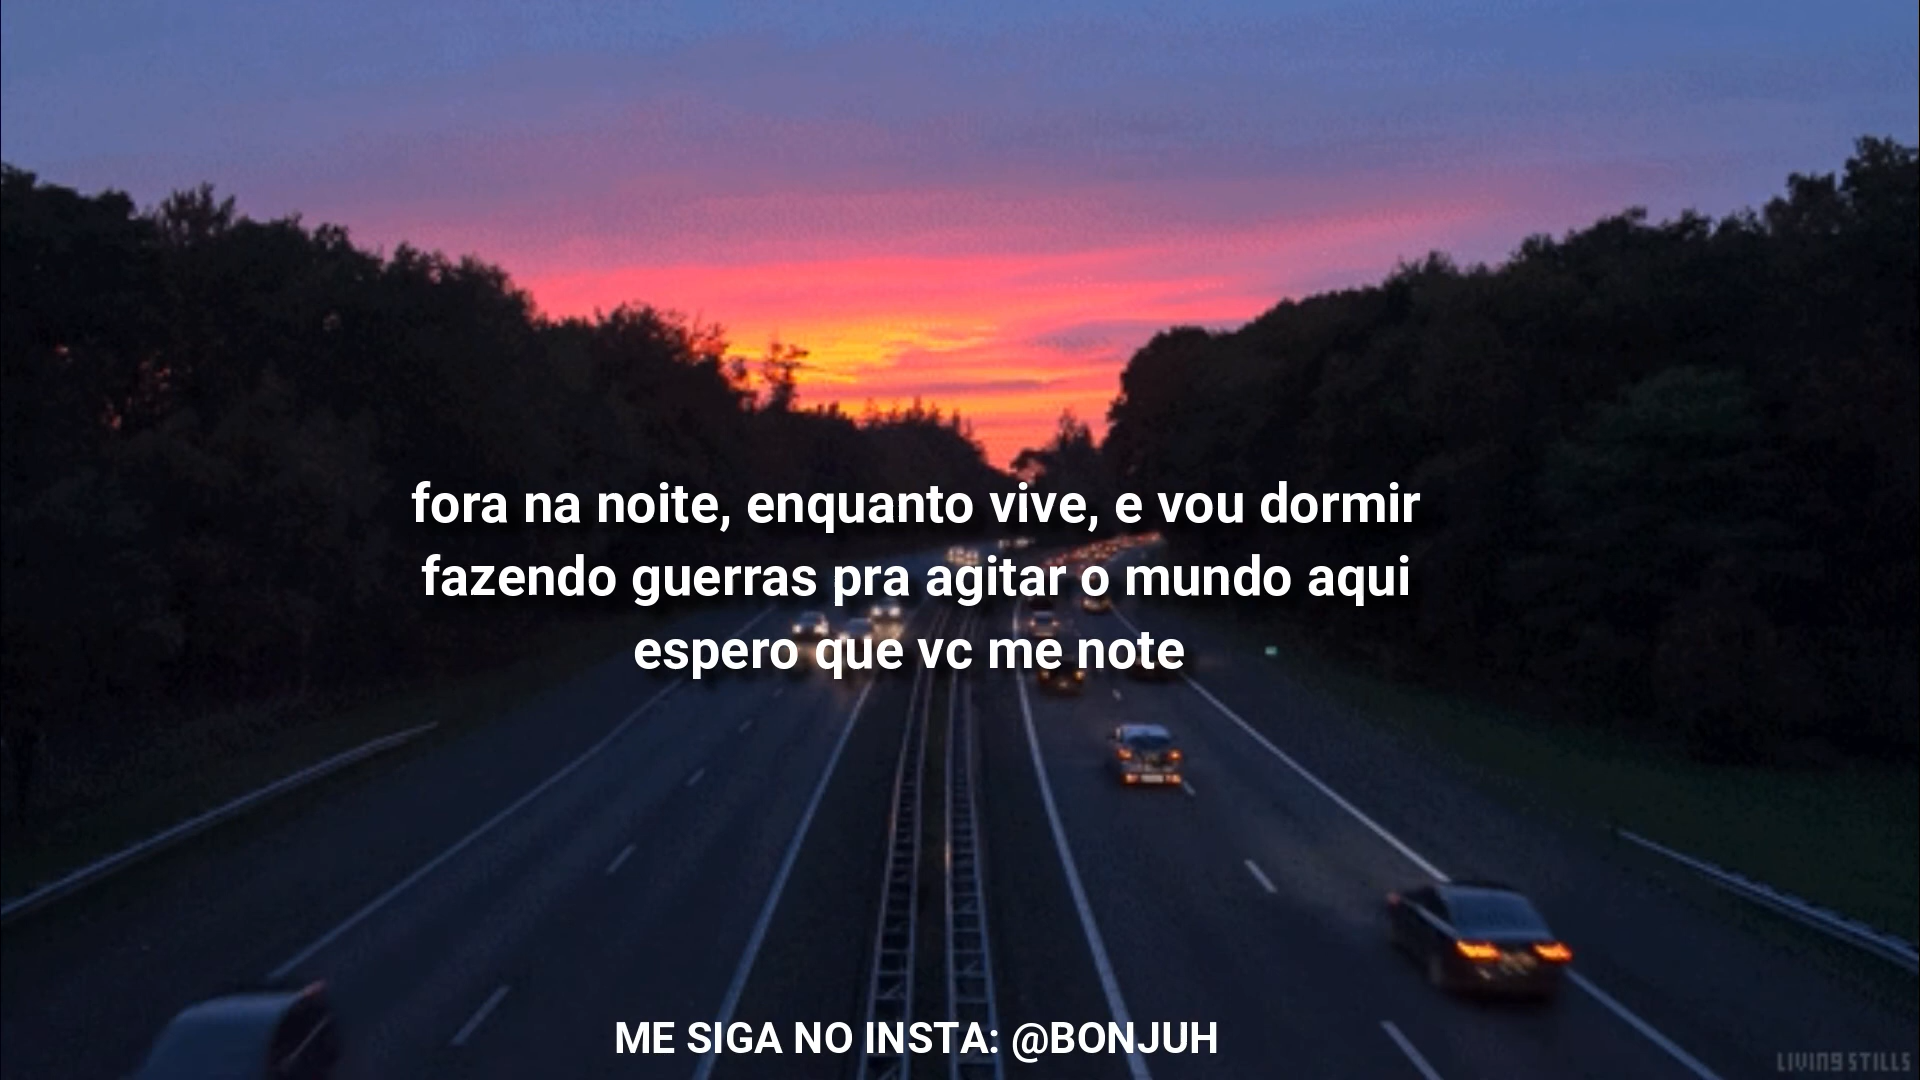 fora na noite, enquanto vive, e vou dormir
fazendo guerras pra agitar o mundo aqui
espero que vc me note
ME SIGA NO INSTA: @BONJUH
LIVING STILLS